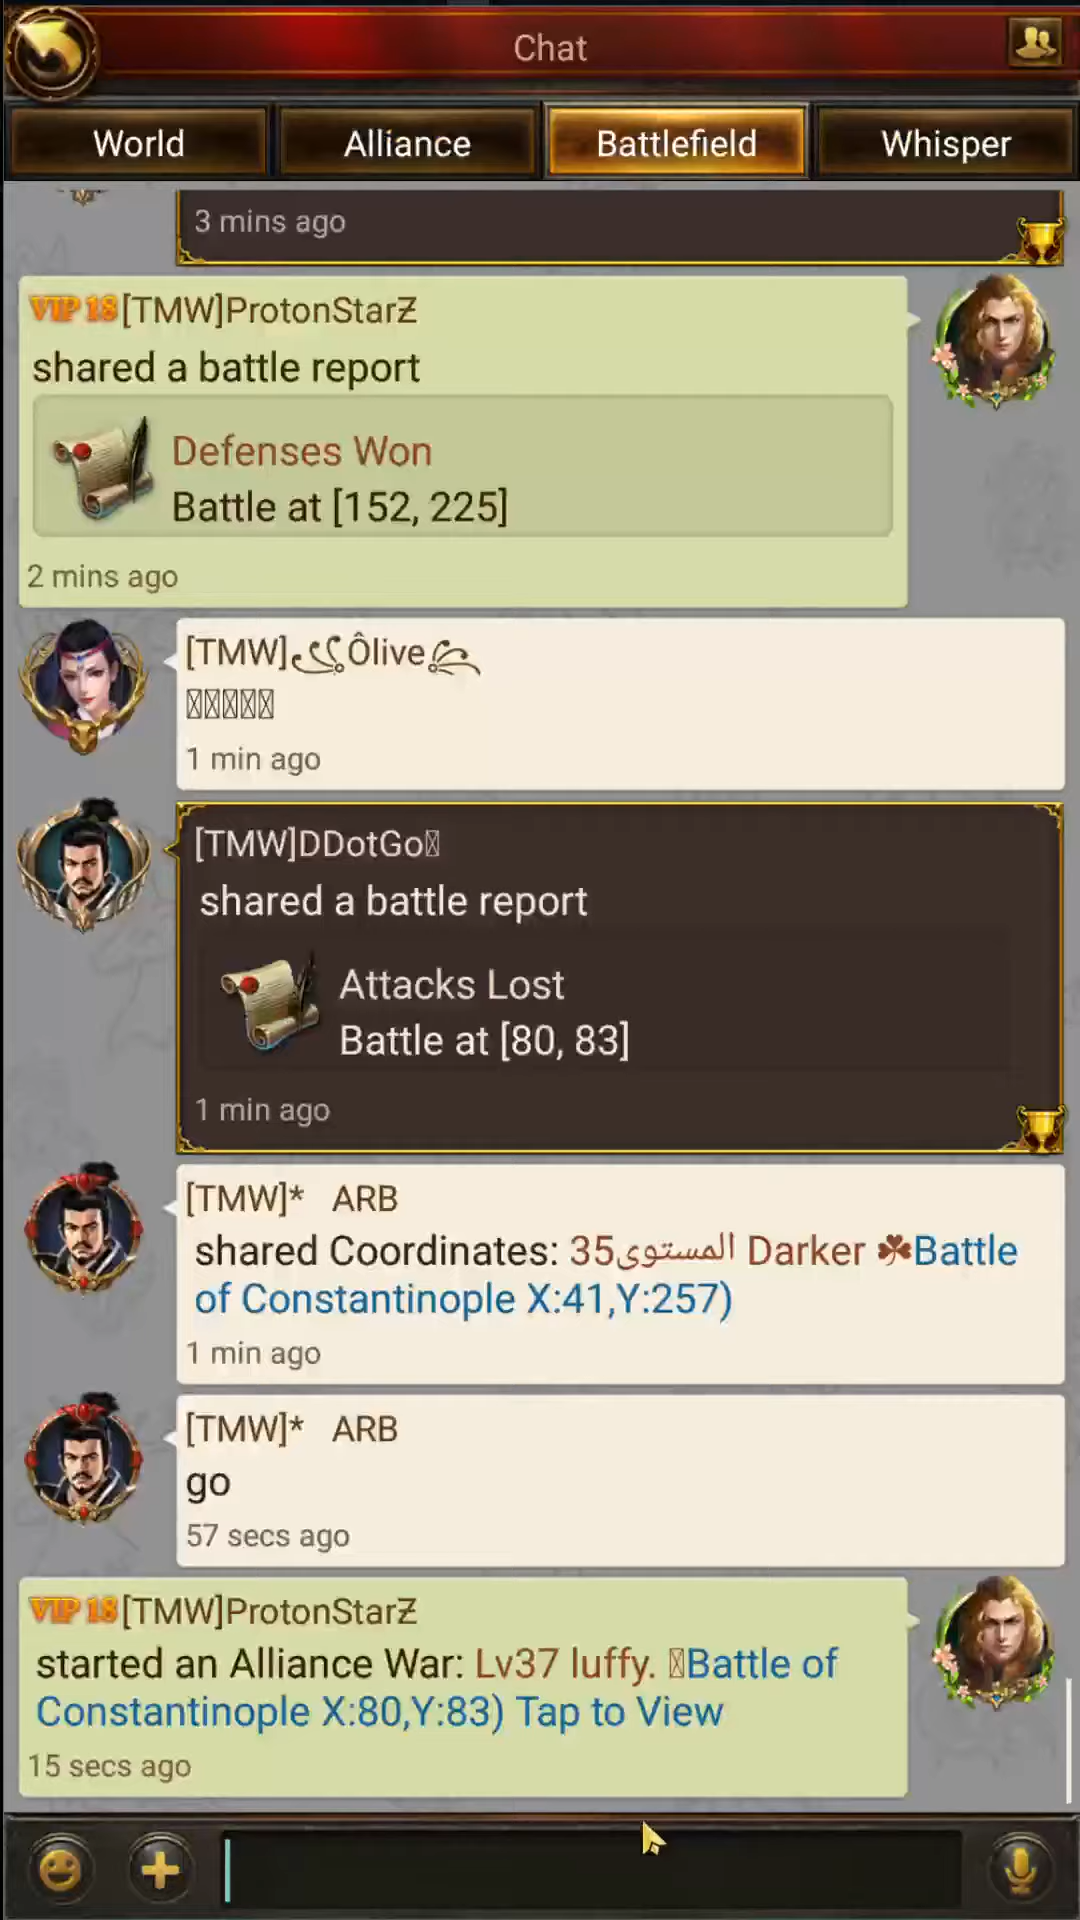 Chat
World
Alliance
Battlefield
Whisper
3 mins ago
VIP 18 [TMW]ProtonStarƵ
shared a battle report
Defenses Won
Battle at [152, 225]
2 mins ago
[TMW]Ôlive
1 min ago
[TMW]DDotGo
shared a battle report
Attacks Lost
Battle at [80, 83]
1 min ago
[TMW]* ARB
shared Coordinates: 35المستوى Darker ☘Battle
of Constantinople X:41,Y:257)
1 min ago
[TMW]* ARB
go
57 secs ago
VIP 18 [TMW]ProtonStarƵ
started an Alliance War: Lv37 luffy. Battle of
Constantinople X:80,Y:83) Tap to View
15 secs ago